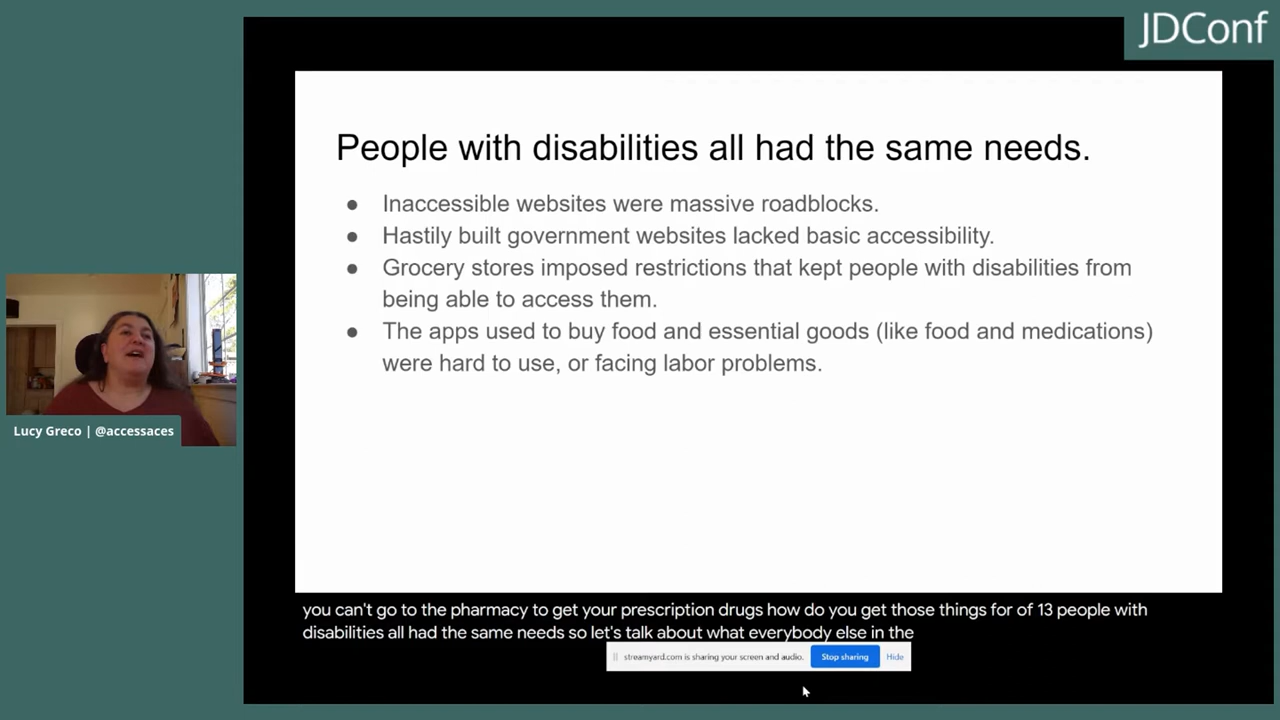 JDConf
People with disabilities all had the same needs.
● Inaccessible websites were massive roadblocks.
● Hastily built government websites lacked basic accessibility.
● Grocery stores imposed restrictions that kept people with disabilities from
being able to access them.
● The apps used to buy food and essential goods (like food and medications)
were hard to use, or facing labor problems.
Lucy Greco | @accessaces
you can't go to the pharmacy to get your prescription drugs how do you get those things for of 13 people with
disabilities all had the same needs so let's talk about what everybody else in the
streamyard.com is sharing your screen and audio. Stop sharing Hide